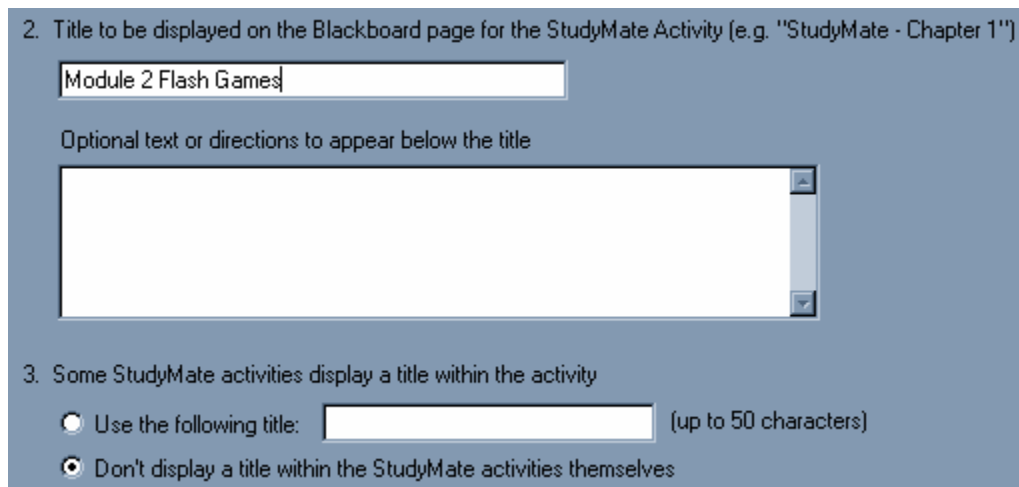 2. Title to be displayed on the Blackboard page for the StudyMate Activity (e.g. "StudyMate - Chapter 1")
Module 2 Flash Games
Optional text or directions to appear below the title
3. Some StudyMate activities display a title within the activity
Use the following title: (up to 50 characters)
Don't display a title within the StudyMate activities themselves